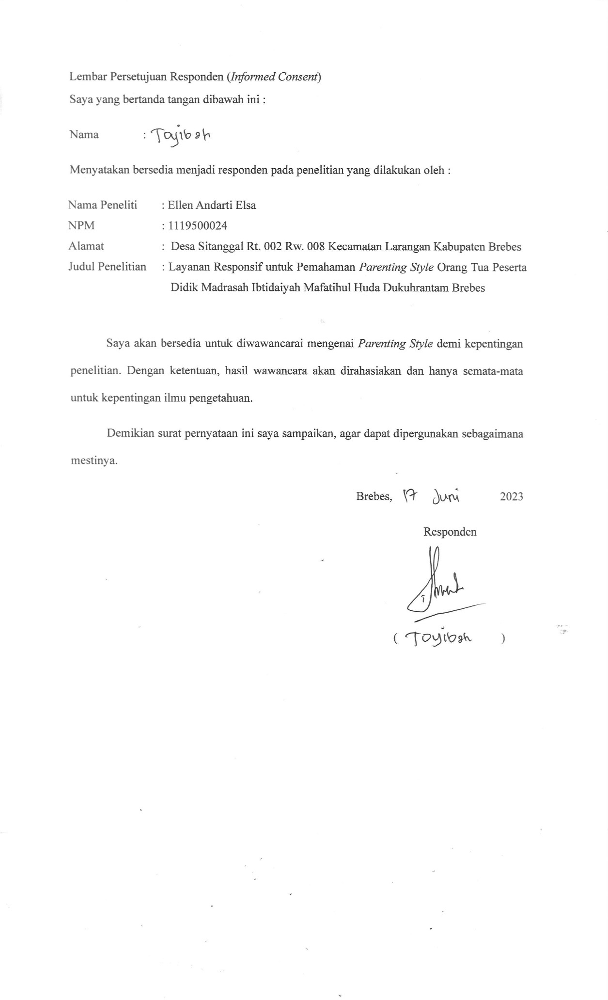 Lembar Persetujuan Responden (Informed Consent)
Saya yang bertanda tangan dibawah ini :
Nama : Tojibah
Menyatakan bersedia menjadi responden pada penelitian yang dilakukan oleh :
Nama Peneliti : Ellen Andarti Elsa
NPM : 1119500024
Alamat : Desa Sitanggal Rt. 002 Rw. 008 Kecamatan Larangan Kabupaten Brebes
Judul Penelitian : Layanan Responsif untuk Pemahaman Parenting Style Orang Tua Peserta
Didik Madrasah Ibtidaiyah Mafatihul Huda Dukuhrantam Brebes
Saya akan bersedia untuk diwawancarai mengenai Parenting Style demi kepentingan
penelitian. Dengan ketentuan, hasil wawancara akan dirahasiakan dan hanya semata-mata
untuk kepentingan ilmu pengetahuan.
Demikian surat pernyataan ini saya sampaikan, agar dapat dipergunakan sebagaimana
mestinya.
Brebes, 17 Juni 2023
Responden
( Toyibah )